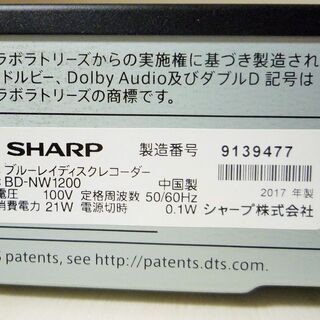 ラボラトリーズからの実施権に基づき製造され
ドルビー、Dolby Audio及びダブルD 記号は
ラボラトリーズの商標です。
SHARP 製造番号 9139477
ブルーレイディスクレコーダー
BD-NW1200 中国製 2017 年製
電圧 100V 定格周波数 50/60Hz
消費電力 21W 電源切時 0.1W シャープ株式会社
patents, see http://patents.dts.com.